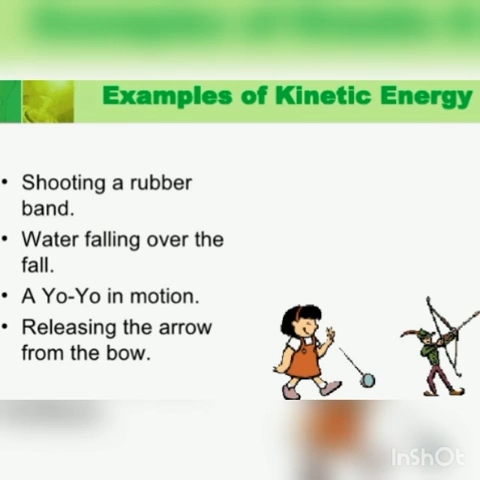 Examples of Kinetic Energy
• Shooting a rubber
band.
• Water falling over the
fall.
• A Yo-Yo in motion.
• Releasing the arrow
from the bow.
InShOt